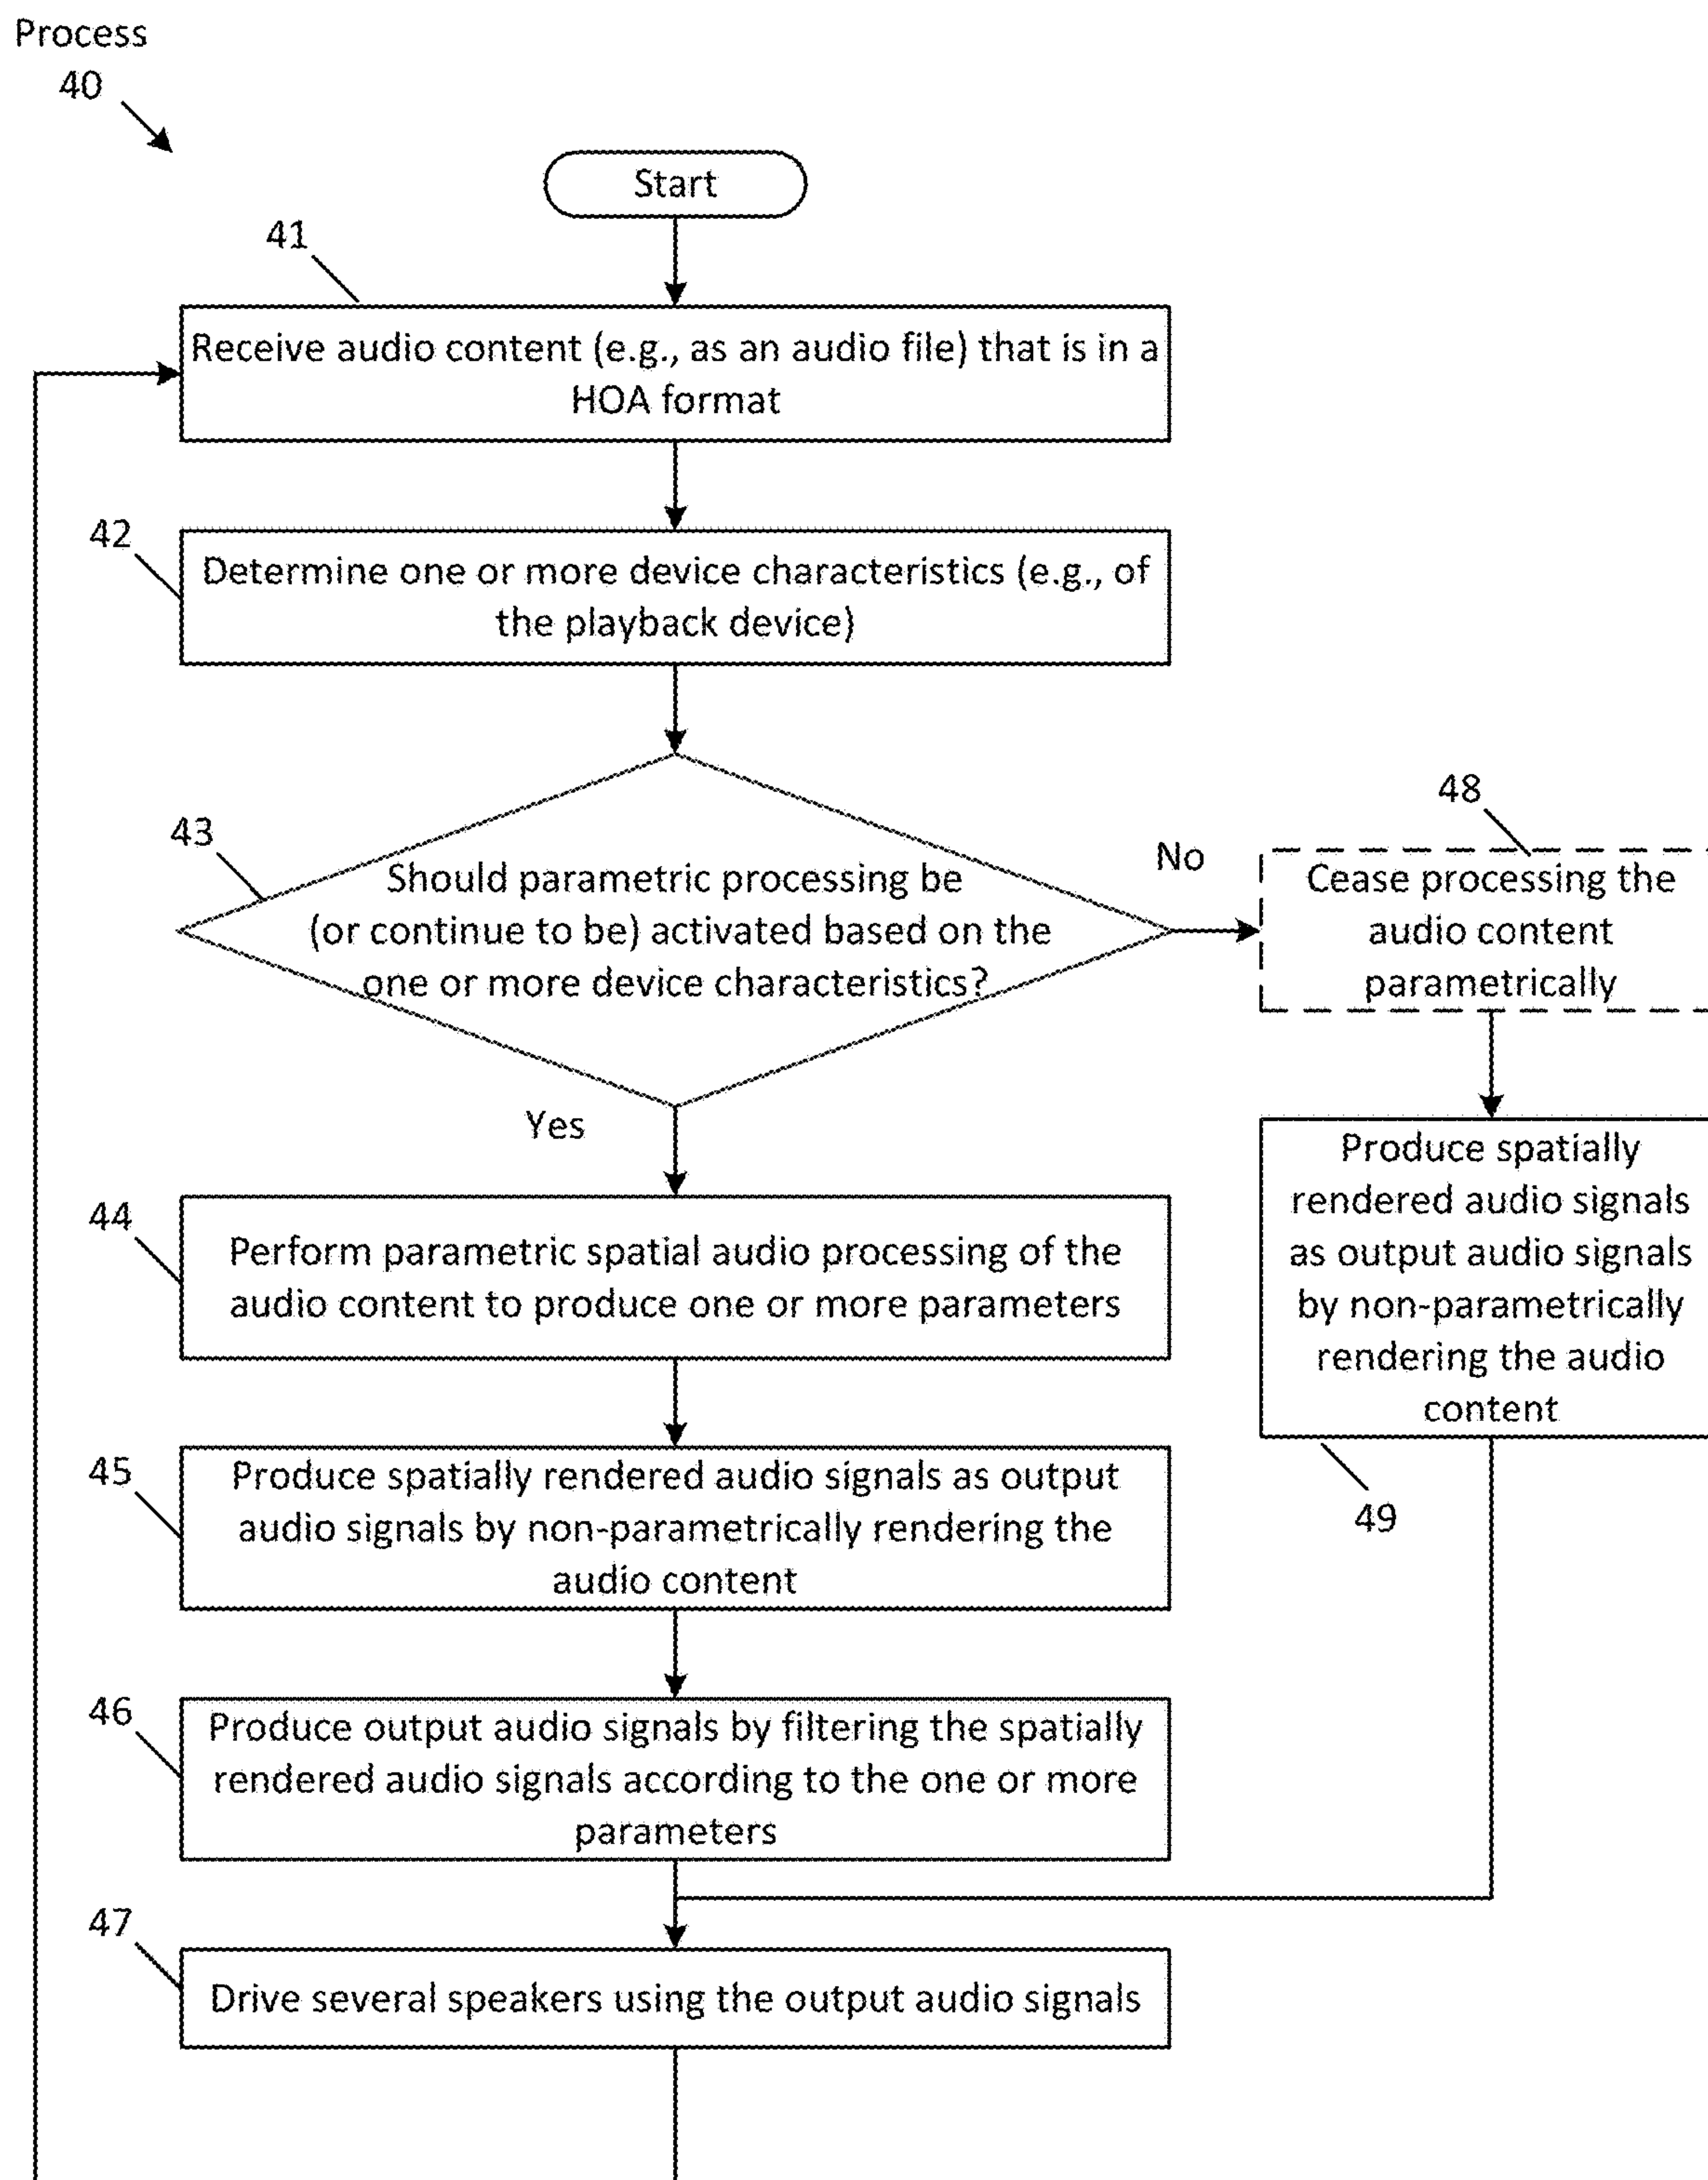 Process
40
Start
41
Receive audio content (e.g., as an audio file) that is in a
HOA format
42
Determine one or more device characteristics (e.g., of
the playback device)
43
Should parametric processing be
(or continue to be) activated based on the
one or more device characteristics?
No
48
Cease processing the
audio content
parametrically
Yes
44
Perform parametric spatial audio processing of the
audio content to produce one or more parameters
Produce spatially
rendered audio signals
as output audio signals
by non-parametrically
rendering the audio
content
49
45
Produce spatially rendered audio signals as output
audio signals by non-parametrically rendering the
audio content
46
Produce output audio signals by filtering the spatially
rendered audio signals according to the one or more
parameters
47
Drive several speakers using the output audio signals